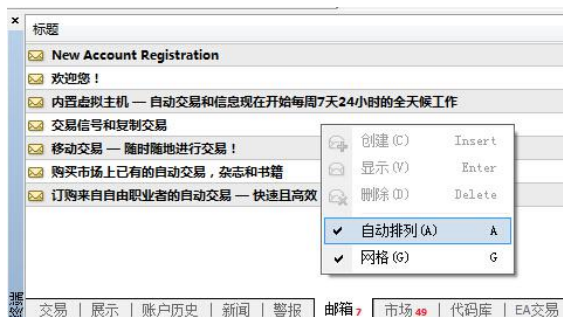 标题
New Account Registration
欢迎您！
内置虚拟主机 — 自动交易和信息现在开始每周7天24小时的全天候工作
交易信号和复制交易
移动交易 — 随时随地进行交易！
购买市场上已有的自动交易，杂志和书籍
订购来自自由职业者的自动交易 — 快速且高效
创建(C) Insert
显示(V) Enter
删除(D) Delete
自动排列(A) A
网格(G) G
交易 | 展示 | 账户历史 | 新闻 | 警报 | 邮箱 7 | 市场 49 | 代码库 | EA交易